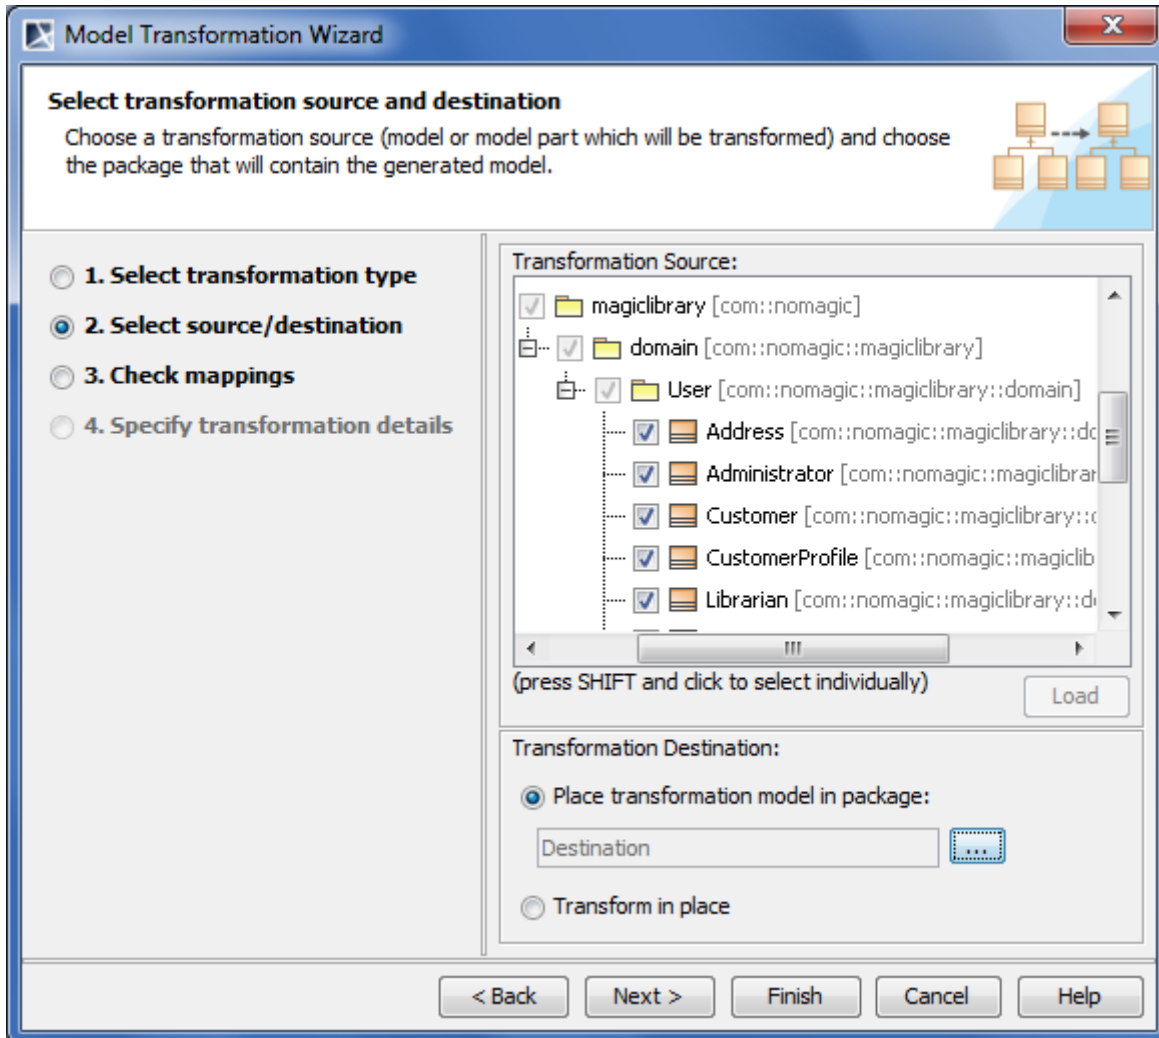 Model Transformation Wizard
Select transformation source and destination
Choose a transformation source (model or model part which will be transformed) and choose
the package that will contain the generated model.
1. Select transformation type
2. Select source/destination
3. Check mappings
4. Specify transformation details
Transformation Source:
magiclibrary [com::nomagic]
domain [com::nomagic::magiclibrary]
User [com::nomagic::magiclibrary::domain]
Address [com::nomagic::magiclibrary::do
Administrator [com::nomagic::magiclibrar
Customer [com::nomagic::magiclibrary::
CustomerProfile [com::nomagic::magiclib
Librarian [com::nomagic::magiclibrary::d
(press SHIFT and click to select individually)
Load
Transformation Destination:
Place transformation model in package:
Destination
...
Transform in place
< Back Next > Finish Cancel Help